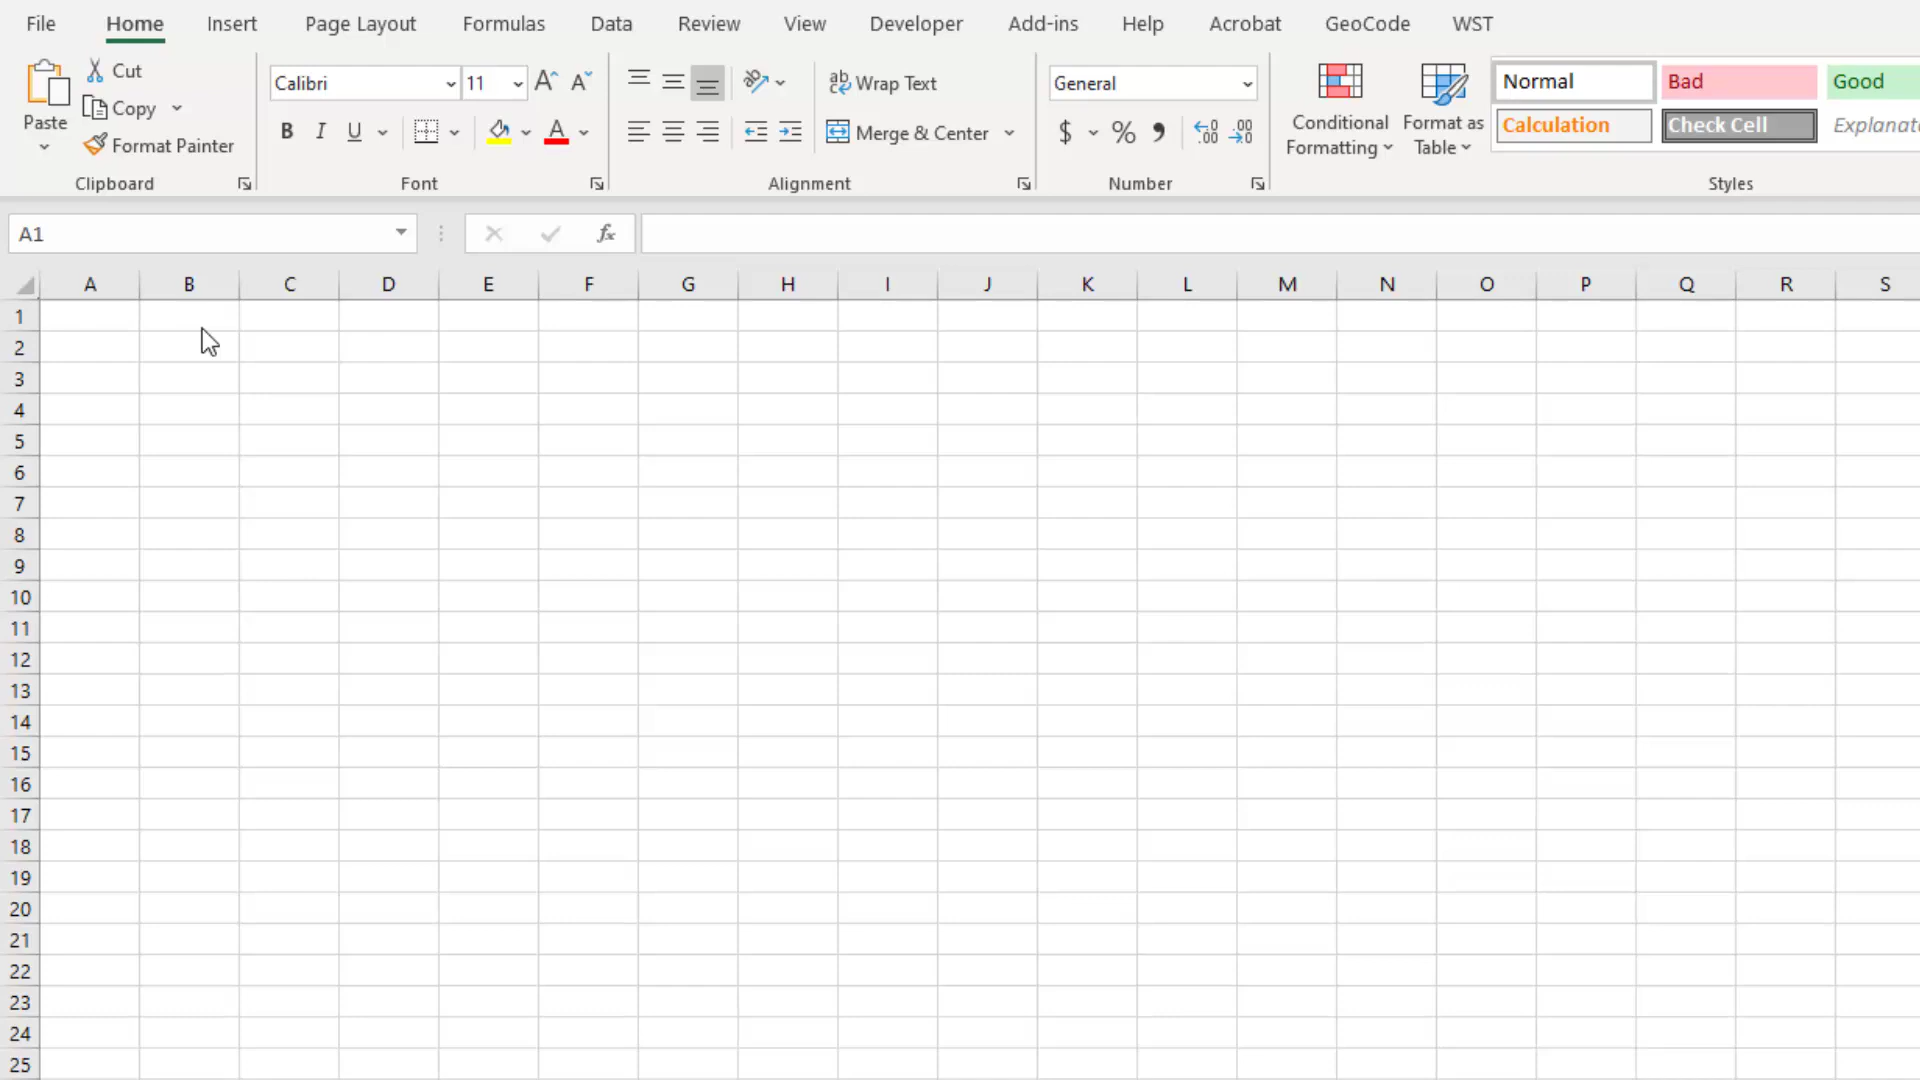 File Home Insert Page Layout Formulas Data Review View Developer Add-ins Help Acrobat GeoCode WST
Paste Cut Copy Format Painter
Clipboard
Calibri 11
B I U A
Font
Wrap Text
Merge & Center
Alignment
General
$ %
Number
Conditional Formatting
Format as Table
Normal Bad Good
Calculation Check Cell Explanat
Styles
A1 fx
A B C D E F G H I J K L M N O P Q R S
1
2
3
4
5
6
7
8
9
10
11
12
13
14
15
16
17
18
19
20
21
22
23
24
25